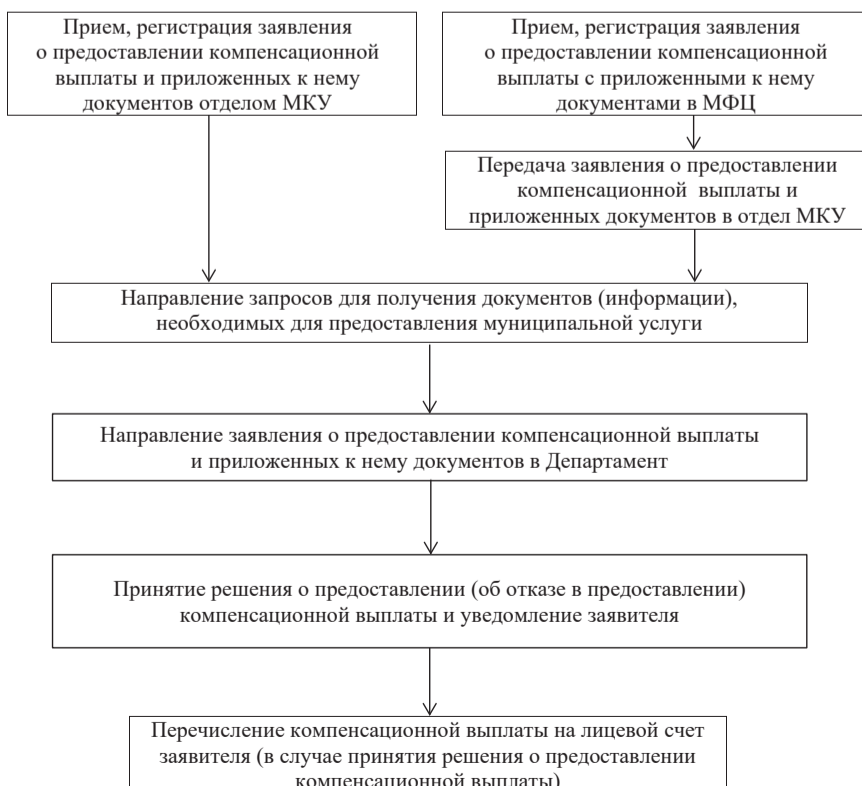 Прием, регистрация заявления
о предоставлении компенсационной
выплаты и приложенных к нему
документов отделом МКУ
Прием, регистрация заявления
о предоставлении компенсационной
выплаты с приложенными к нему
документами в МФЦ
Передача заявления о предоставлении
компенсационной выплаты и
приложенных документов в отдел МКУ
Направление запросов для получения документов (информации),
необходимых для предоставления муниципальной услуги
Направление заявления о предоставлении компенсационной выплаты
и приложенных к нему документов в Департамент
Принятие решения о предоставлении (об отказе в предоставлении)
компенсационной выплаты и уведомление заявителя
Перечисление компенсационной выплаты на лицевой счет
заявителя (в случае принятия решения о предоставлении
компенсационной выплаты)